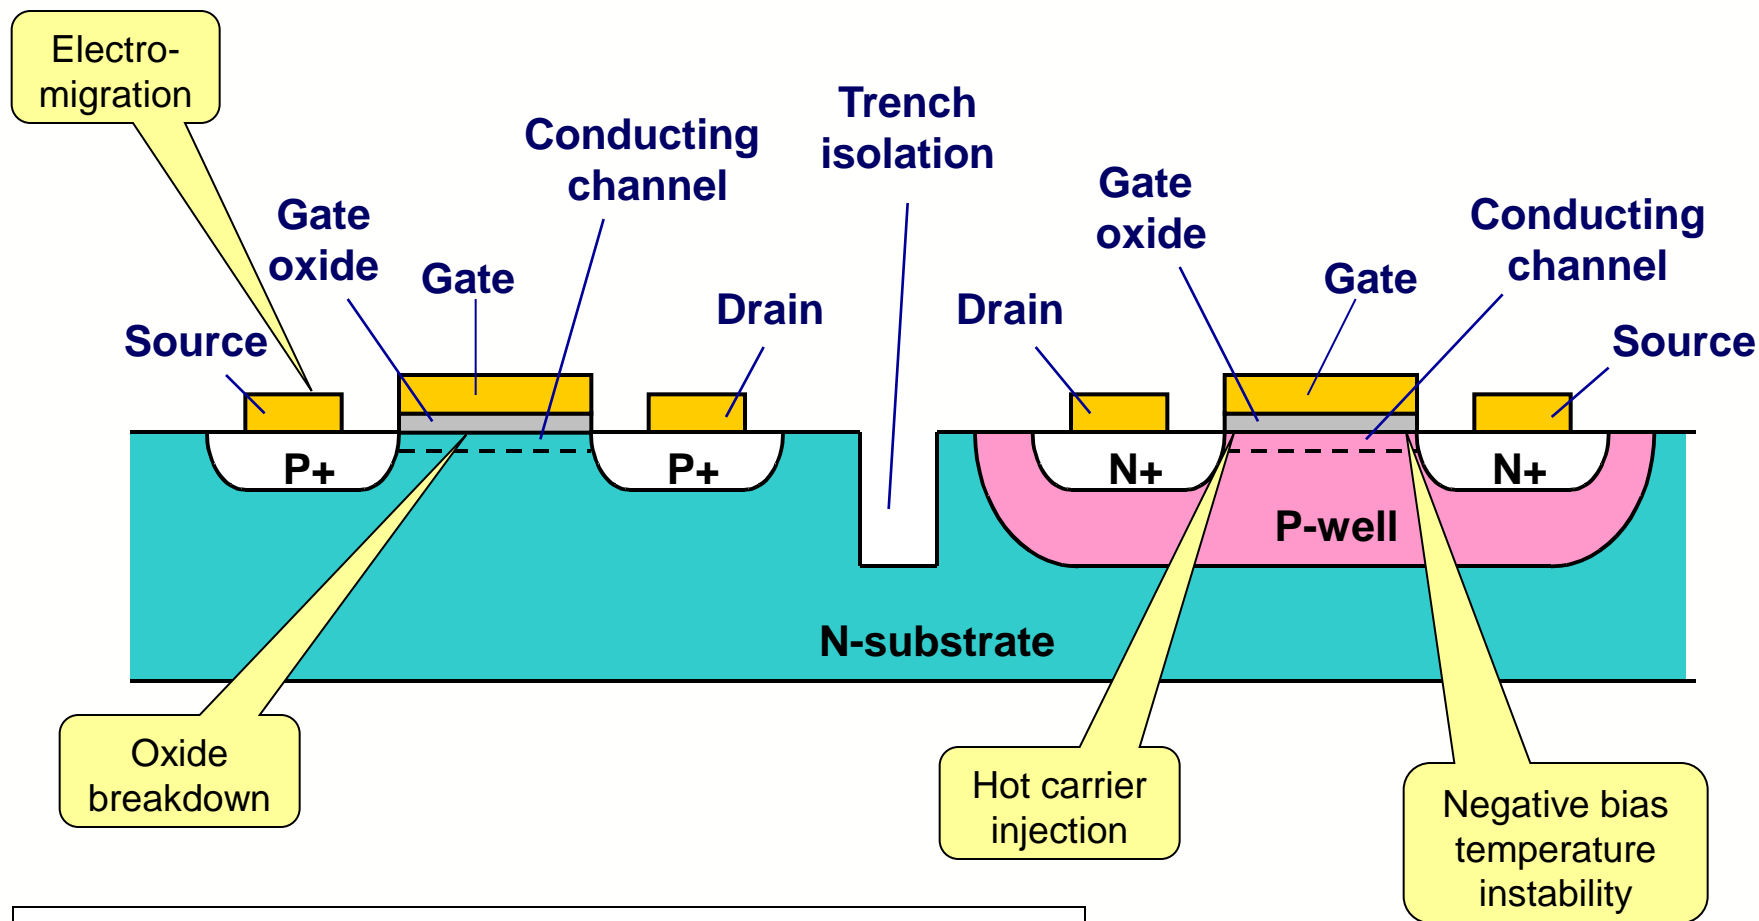 Electro-
migration
Trench
isolation
Conducting
channel
Gate
oxide
Gate
Source
Drain
Drain
Gate
oxide
Gate
Conducting
channel
Source
P+
P+
N+
N+
P-well
N-substrate
Oxide
breakdown
Hot carrier
injection
Negative bias
temperature
instability